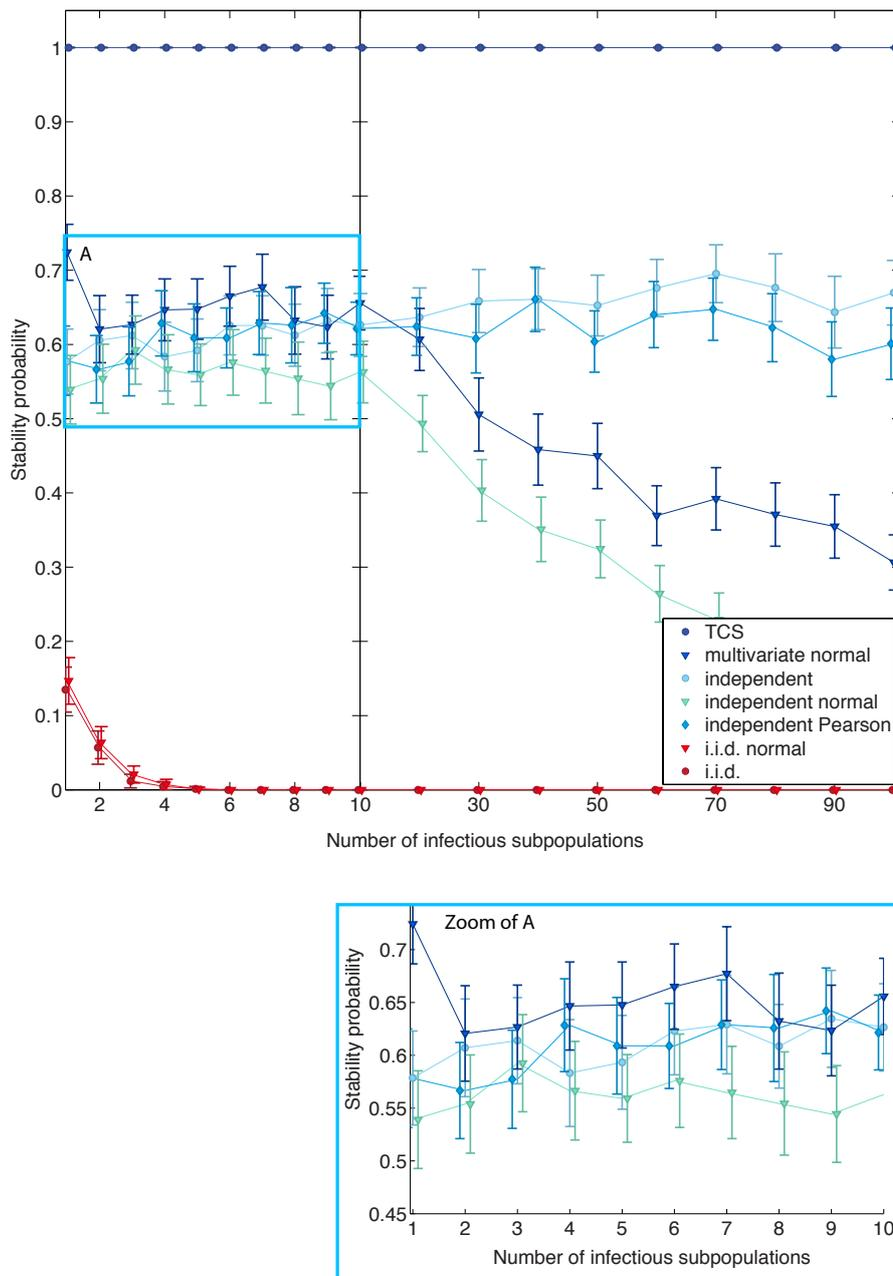 1
0.9
0.8
0.7
0.6
0.5
0.4
0.3
0.2
0.1
0
Stability probability
A
TCS
multivariate normal
independent
independent normal
independent Pearson
i.i.d. normal
i.i.d.
2 4 6 8 10 30 50 70 90
Number of infectious subpopulations
Zoom of A
0.7
0.65
0.6
0.55
0.5
0.45
Stability probability
1 2 3 4 5 6 7 8 9 10
Number of infectious subpopulations